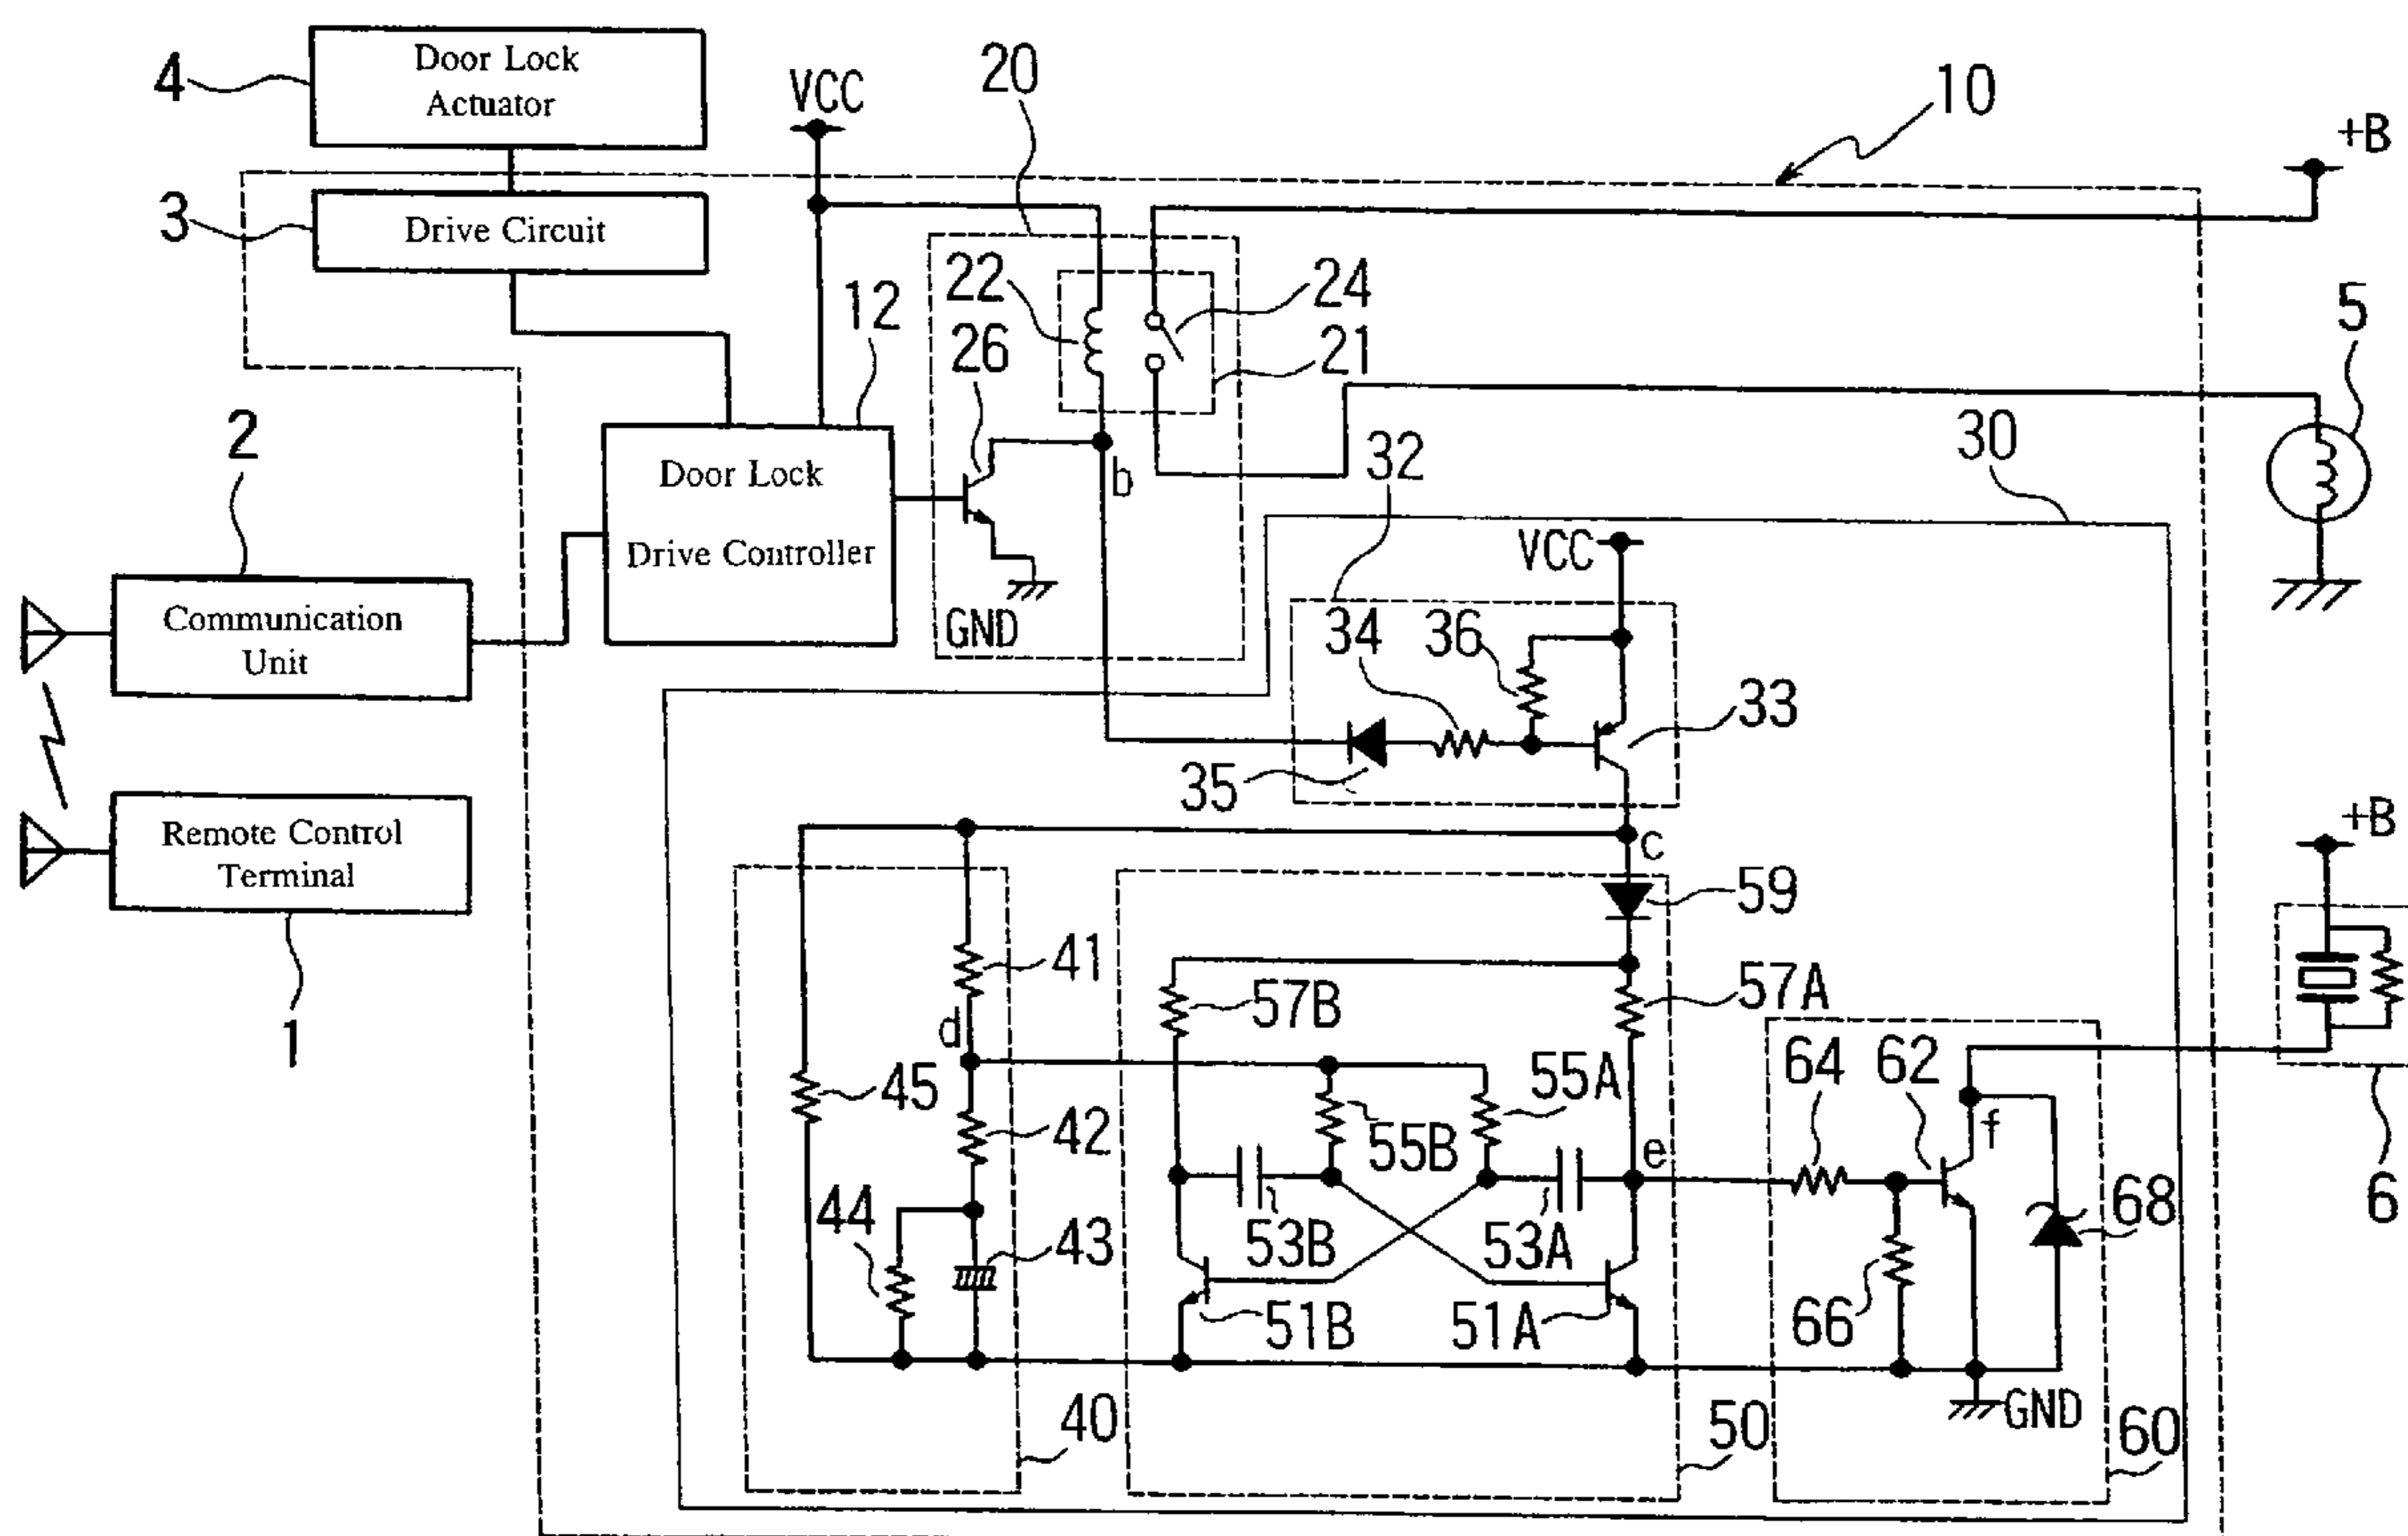 4
Door Lock
Actuator
VCC
20
10
+B
3
Drive Circuit
22
24
12
26
21
5
2
32
30
b
Door Lock
Drive Controller
VCC
GND
34
36
Communication
Unit
33
35
Remote Control
Terminal
1
c
+B
59
41
57B
57A
d
45
55A
64
62
42
55B
e
f
44
43
53B
53A
68
6
51B
51A
66
40
50
GND
60